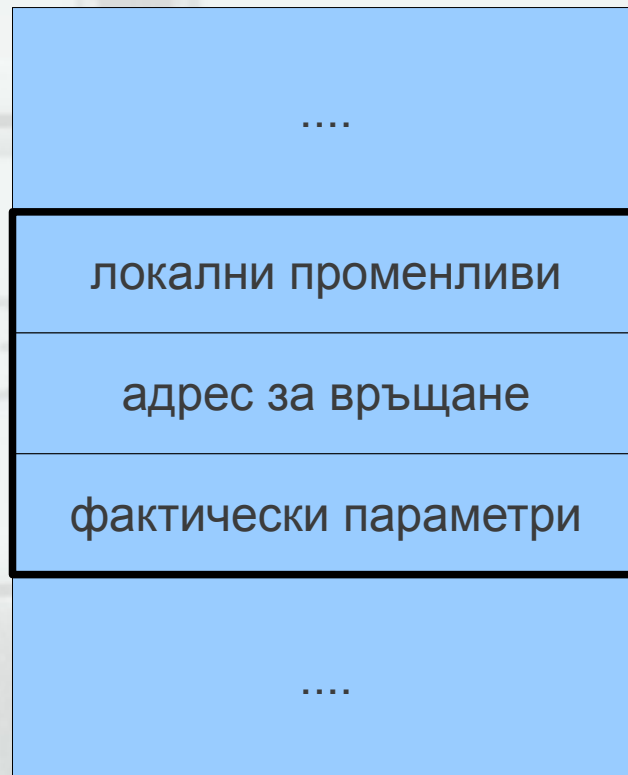 ....
локални променливи
адрес за връщане
фактически параметри
....